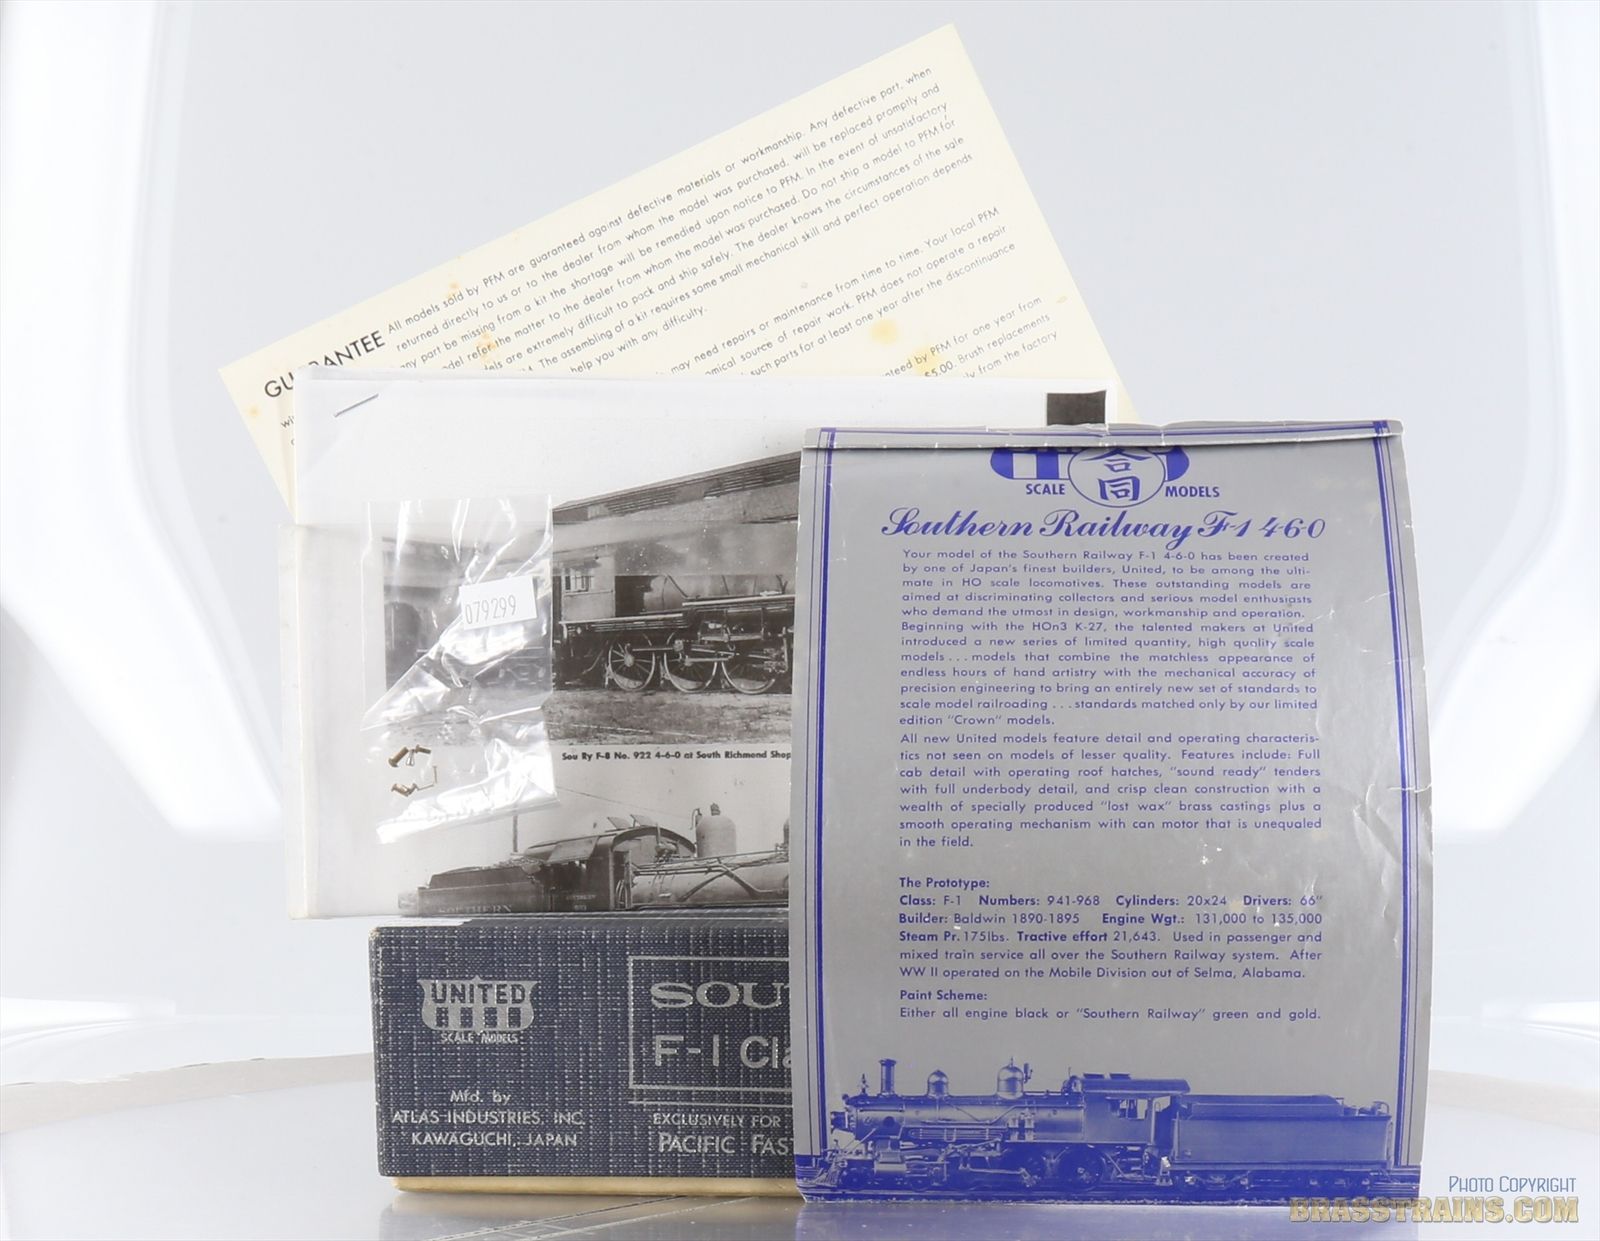 GUARANTEE All models sold by PFM are guaranteed against defective materials or workmanship. Any defective part, when
returned directly to us or to the dealer from whom the model was purchased, will be replaced promptly and
any part be missing from a kit the shortage will be remedied upon notice to PFM. In the event of unsatisfactory
refer the matter to the dealer from whom the model was purchased. Do not ship a model to PFM for
are extremely difficult to pack and ship safely. The dealer knows the circumstances of the sale
The assembling of a kit requires some small mechanical skill and perfect operation depends
help you with any difficulty.
may need repairs or maintenance from time to time. Your local PFM
source of repair work. PFM does not operate a repair
such parts for at least one year after the discontinuance
by PFM for one year from
$5.00. Brush replacements
from the factory
079299
Sou Ry F-8 No. 922 4-6-0 at South Richmond Shop
SOUTHERN
SCALE 合同 MODELS
Southern Railway F-1 4-6-0
Your model of the Southern Railway F-1 4-6-0 has been created
by one of Japan's finest builders, United, to be among the ulti-
mate in HO scale locomotives. These outstanding models are
aimed at discriminating collectors and serious model enthusiasts
who demand the utmost in design, workmanship and operation.
Beginning with the HOn3 K-27, the talented makers at United
introduced a new series of limited quantity, high quality scale
models . . . models that combine the matchless appearance of
endless hours of hand artistry with the mechanical accuracy of
precision engineering to bring an entirely new set of standards to
scale model railroading . . . standards matched only by our limited
edition "Crown" models.
All new United models feature detail and operating characteris-
tics not seen on models of lesser quality. Features include: Full
cab detail with operating roof hatches, "sound ready" tenders
with full underbody detail, and crisp clean construction with a
wealth of specially produced "lost wax" brass castings plus a
smooth operating mechanism with can motor that is unequaled
in the field.
The Prototype:
Class: F-1 Numbers: 941-968 Cylinders: 20x24 Drivers: 66"
Builder: Baldwin 1890-1895 Engine Wgt.: 131,000 to 135,000
Steam Pr. 175lbs. Tractive effort 21,643. Used in passenger and
mixed train service all over the Southern Railway system. After
WW II operated on the Mobile Division out of Selma, Alabama.
Paint Scheme:
Either all engine black or "Southern Railway" green and gold.
UNITED
SCALE MODELS
Mfd. by
ATLAS INDUSTRIES, INC.
KAWAGUCHI, JAPAN
SOU
F-1 Cla
EXCLUSIVELY FOR
PACIFIC FAS
PHOTO COPYRIGHT
BRASSTRAINS.COM